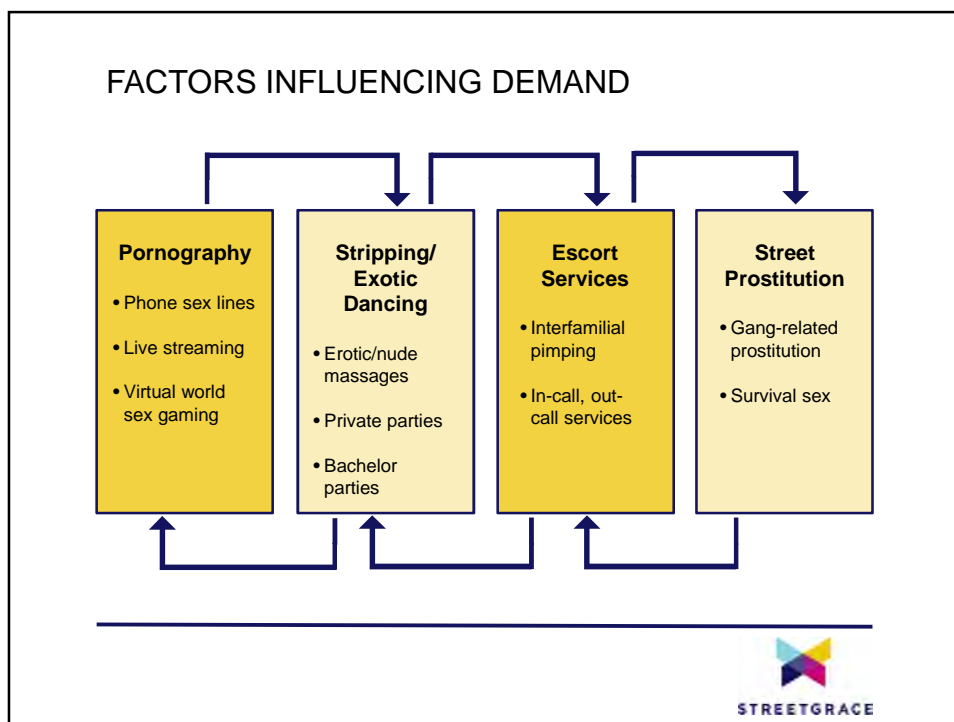 FACTORS INFLUENCING DEMAND
Pornography
• Phone sex lines
• Live streaming
• Virtual world
sex gaming
Stripping/
Exotic
Dancing
• Erotic/nude
massages
• Private parties
• Bachelor
parties
Escort
Services
• Interfamilial
pimping
• In-call, out-
call services
Street
Prostitution
• Gang-related
prostitution
• Survival sex
STREETGRACE